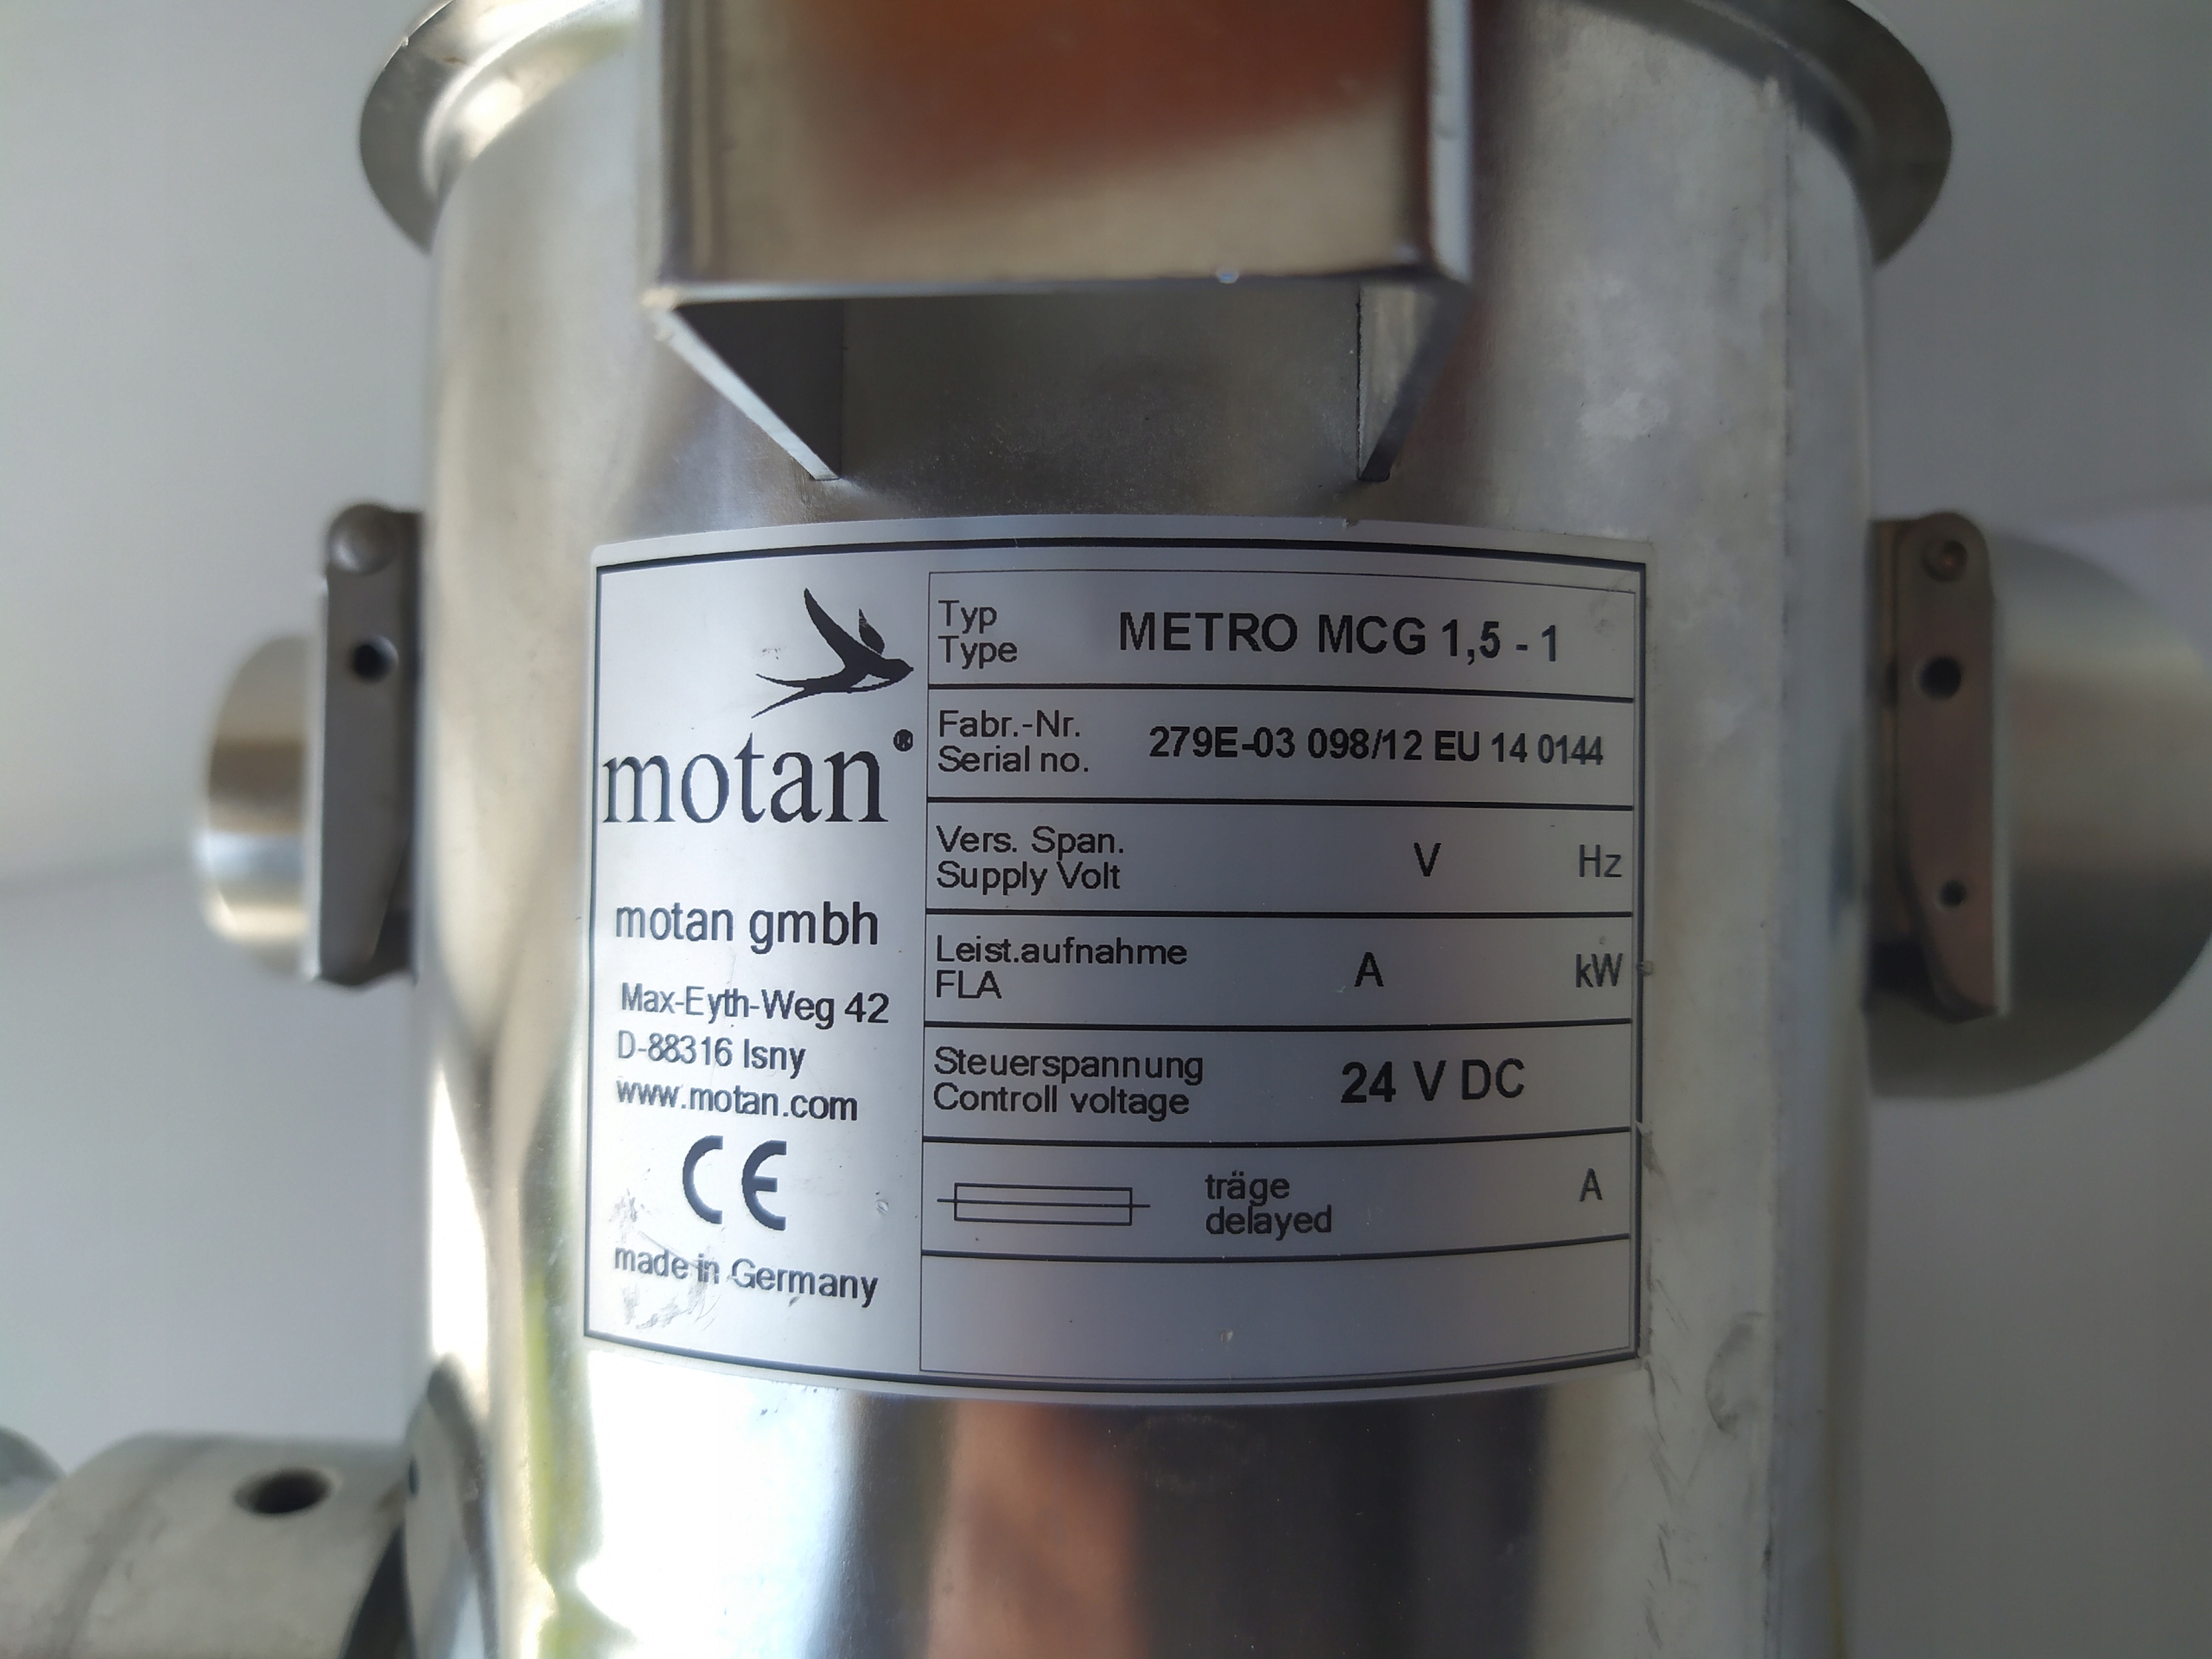 motan®
motan gmbh
Max-Eyth-Weg 42
D-88316 Isny
www.motan.com
CE
made in Germany
Typ
Type
METRO MCG 1,5 - 1
Fabr.-Nr.
Serial no.
279E-03 098/12 EU 14 0144
Vers. Span.
Supply Volt
V Hz
Leist.aufnahme
FLA
A kW
Steuerspannung
Controll voltage
24 V DC
träge
delayed
A